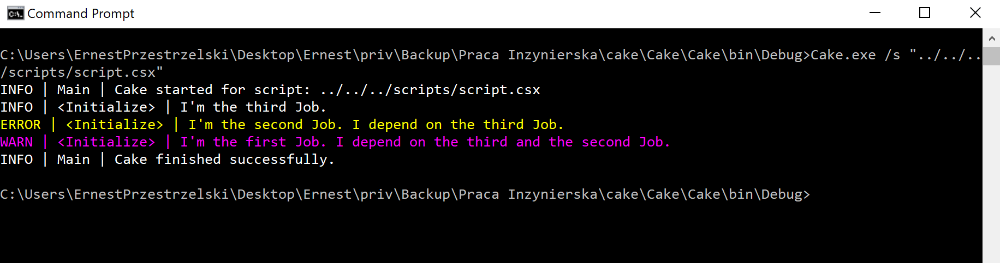 Command Prompt
C:\Users\ErnestPrzestrzelski\Desktop\Ernest\priv\Backup\Praca Inzynierska\cake\Cake\Cake\bin\Debug>Cake.exe /s "../../..
/scripts/script.csx"
INFO | Main | Cake started for script: ../../../scripts/script.csx
INFO | <Initialize> | I'm the third Job.
ERROR | <Initialize> | I'm the second Job. I depend on the third Job.
WARN | <Initialize> | I'm the first Job. I depend on the third and the second Job.
INFO | Main | Cake finished successfully.
C:\Users\ErnestPrzestrzelski\Desktop\Ernest\priv\Backup\Praca Inzynierska\cake\Cake\Cake\bin\Debug>